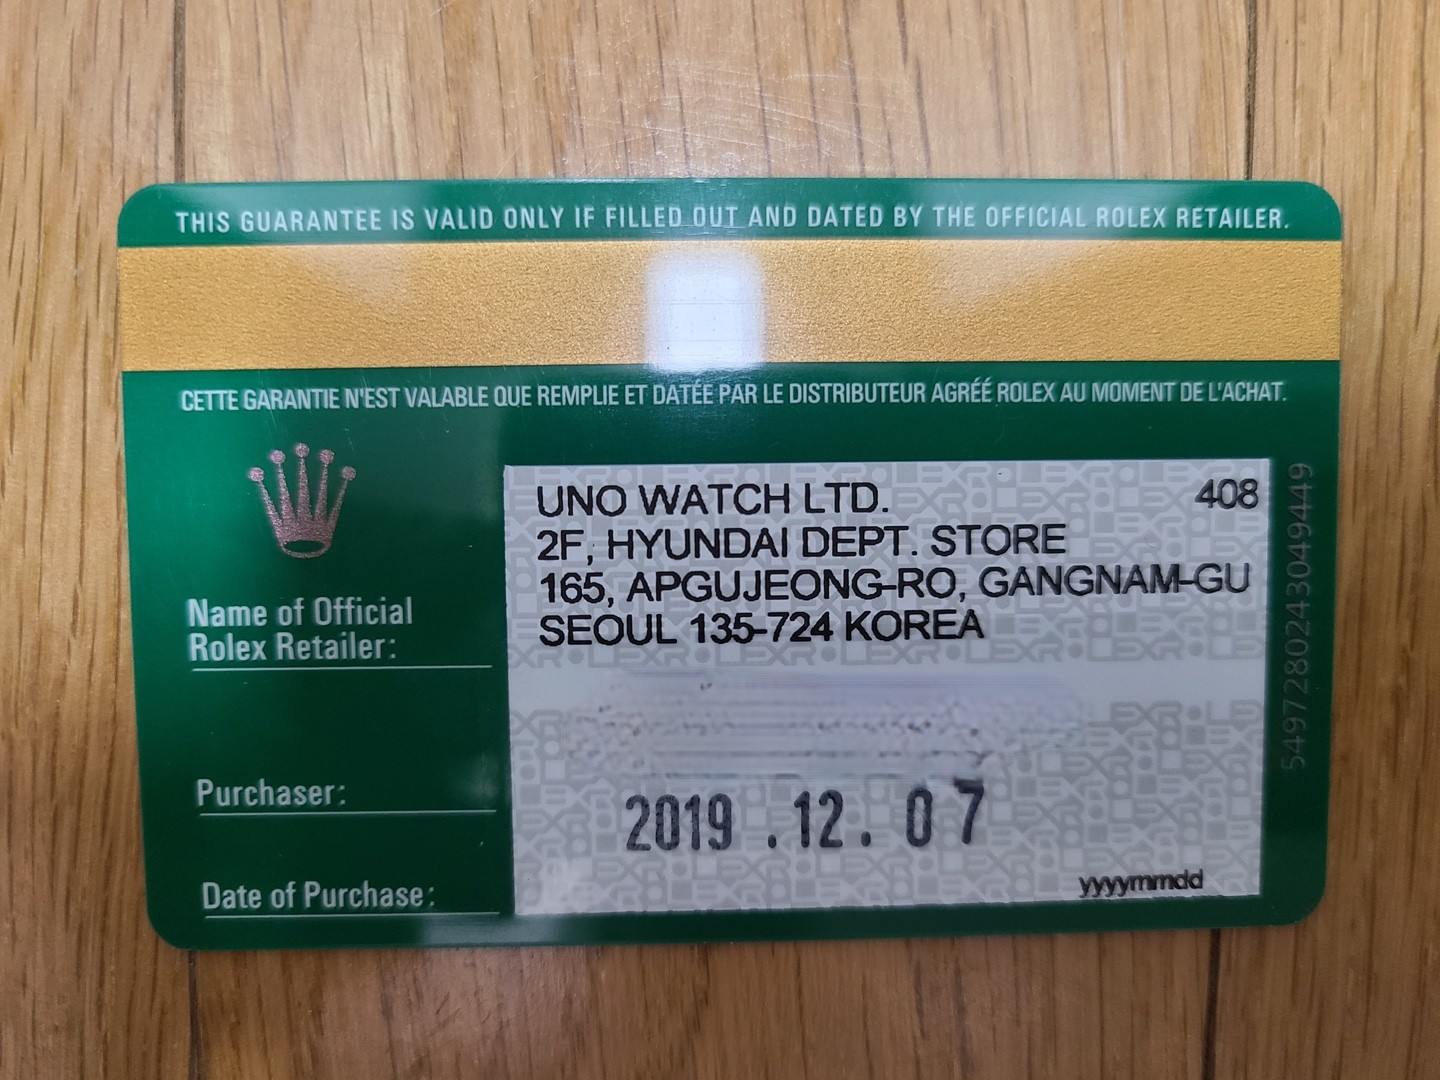 THIS GUARANTEE IS VALID ONLY IF FILLED OUT AND DATED BY THE OFFICIAL ROLEX RETAILER.
CETTE GARANTIE N'EST VALABLE QUE REMPLIE ET DATÉE PAR LE DISTRIBUTEUR AGRÉÉ ROLEX AU MOMENT DE L'ACHAT.
UNO WATCH LTD. 408
2F, HYUNDAI DEPT. STORE
165, APGUJEONG-RO, GANGNAM-GU
SEOUL 135-724 KOREA
Name of Official
Rolex Retailer:
Purchaser:
2019 .12. 07
Date of Purchase:
yyyymmdd
5497280243049449